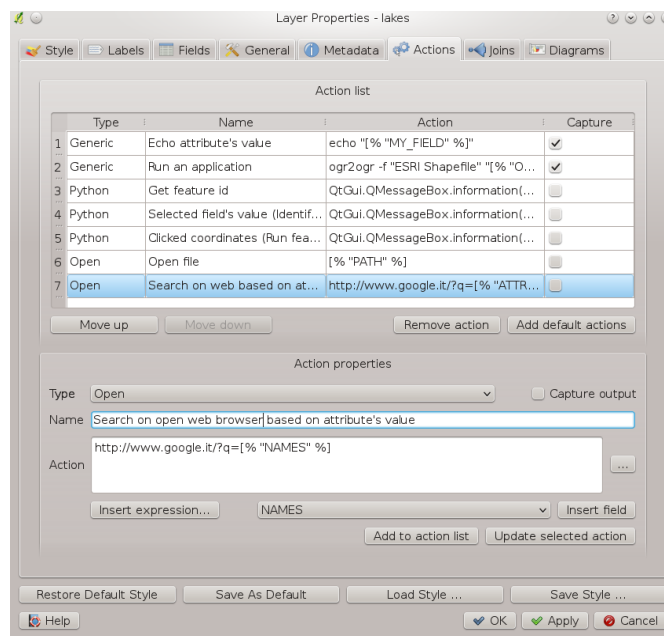 Layer Properties - lakes
Style Labels Fields General Metadata Actions Joins Diagrams
Action list
Type Name Action Capture
1 Generic Echo attribute's value echo "[% "MY_FIELD" %]"
2 Generic Run an application ogr2ogr -f "ESRI Shapefile" "[% "O...
3 Python Get feature id QtGui.QMessageBox.information(...
4 Python Selected field's value (Identif... QtGui.QMessageBox.information(...
5 Python Clicked coordinates (Run fea... QtGui.QMessageBox.information(...
6 Open Open file [% "PATH" %]
7 Open Search on web based on at... http://www.google.it/?q=[% "ATTR...
Move up Move down Remove action Add default actions
Action properties
Type Open Capture output
Name Search on open web browser based on attribute's value
http://www.google.it/?q=[% "NAMES" %]
Action ...
Insert expression... NAMES Insert field
Add to action list Update selected action
Restore Default Style Save As Default Load Style ... Save Style ...
Help OK Apply Cancel